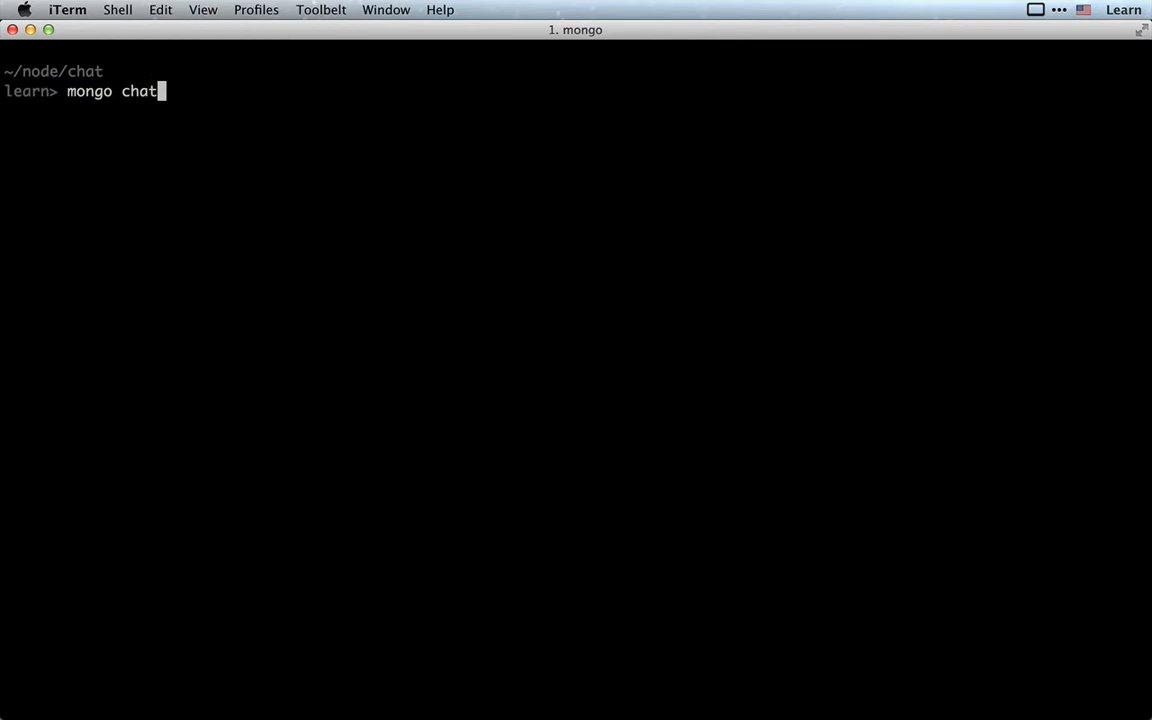 iTerm Shell Edit View Profiles Toolbelt Window Help Learn
1. mongo
~/node/chat
learn> mongo chat